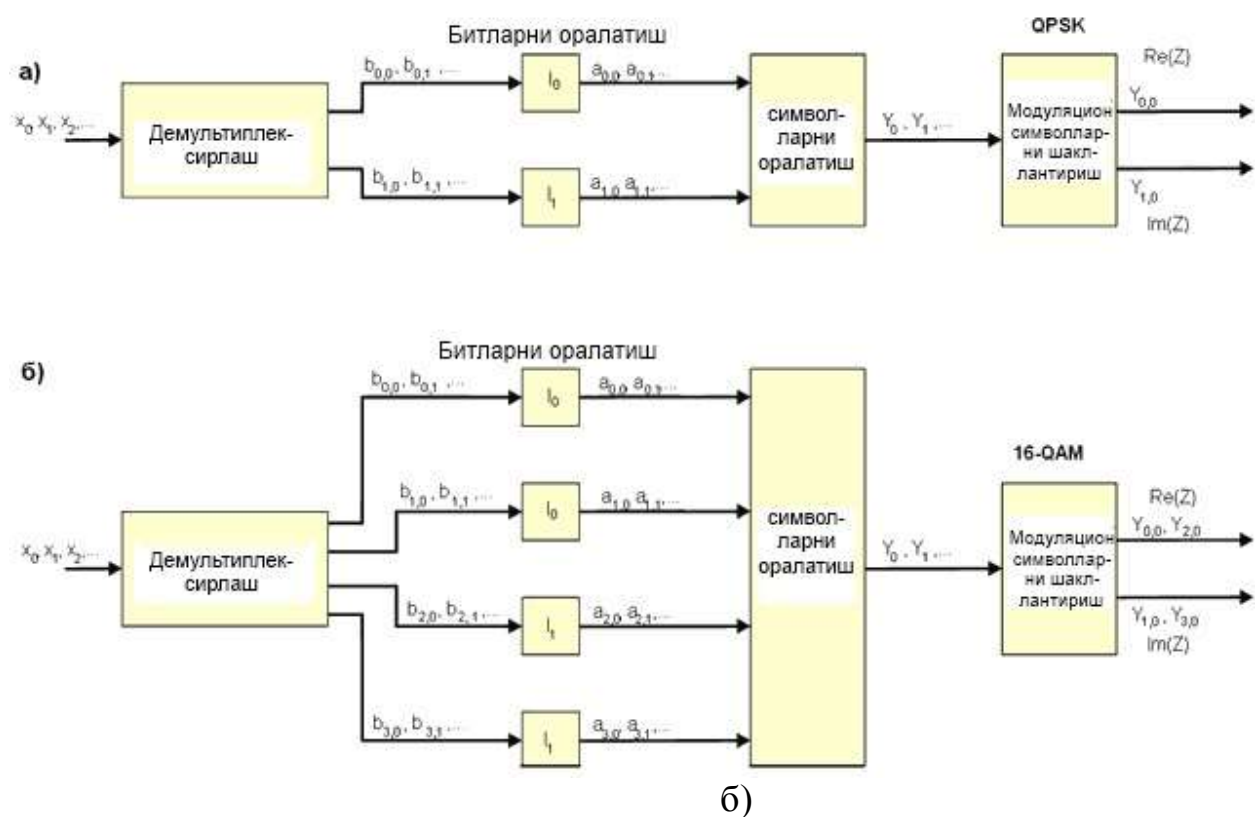 Битларни оралатиш
QPSK
а)
b0,0, b0,1 ,...
I0
a0,0, a0,1,...
Re(Z)
Y0,0
x0, x1, x2,...
Демультиплек-
сирлаш
символ-
ларни
оралатиш
Y0 , Y1 ,...
Модуляцион
символлар-
ни шакл-
лантириш
b1,0 , b1,1 ,...
I1
a1,0, a1,1,...
Y1,0
Im(Z)
Битларни оралатиш
б)
b0,0, b0,1 ,...
I0
a0,0, a0,1,...
16-QAM
b1,0 , b1,1 ,...
I0
a1,0, a1,1,...
Re(Z)
Y0,0, Y2,0
x0, x1, x2,...
Демультиплек-
сирлаш
символ-
ларни
оралатиш
Y0 , Y1 ,...
Модуляцион
символлар-
ни шакл-
лантириш
b2,0, b2,1 ,...
I1
a2,0, a2,1,...
Y1,0 , Y3,0
Im(Z)
b3,0, b3,1 ,...
I1
a3,0, a3,1,...
б)